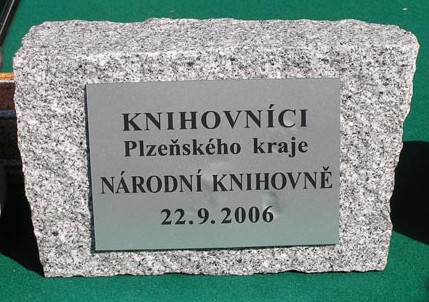 KNIHOVNÍCI
Plzeňského kraje
NÁRODNÍ KNIHOVNĚ
22.9.2006